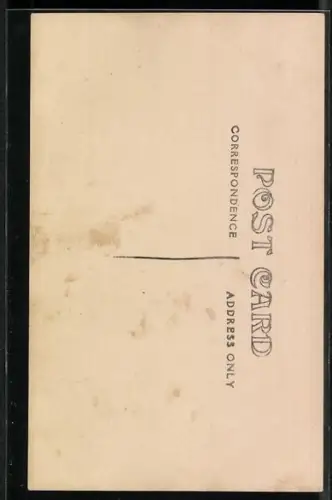 POST CARD
CORRESPONDENCE
ADDRESS ONLY